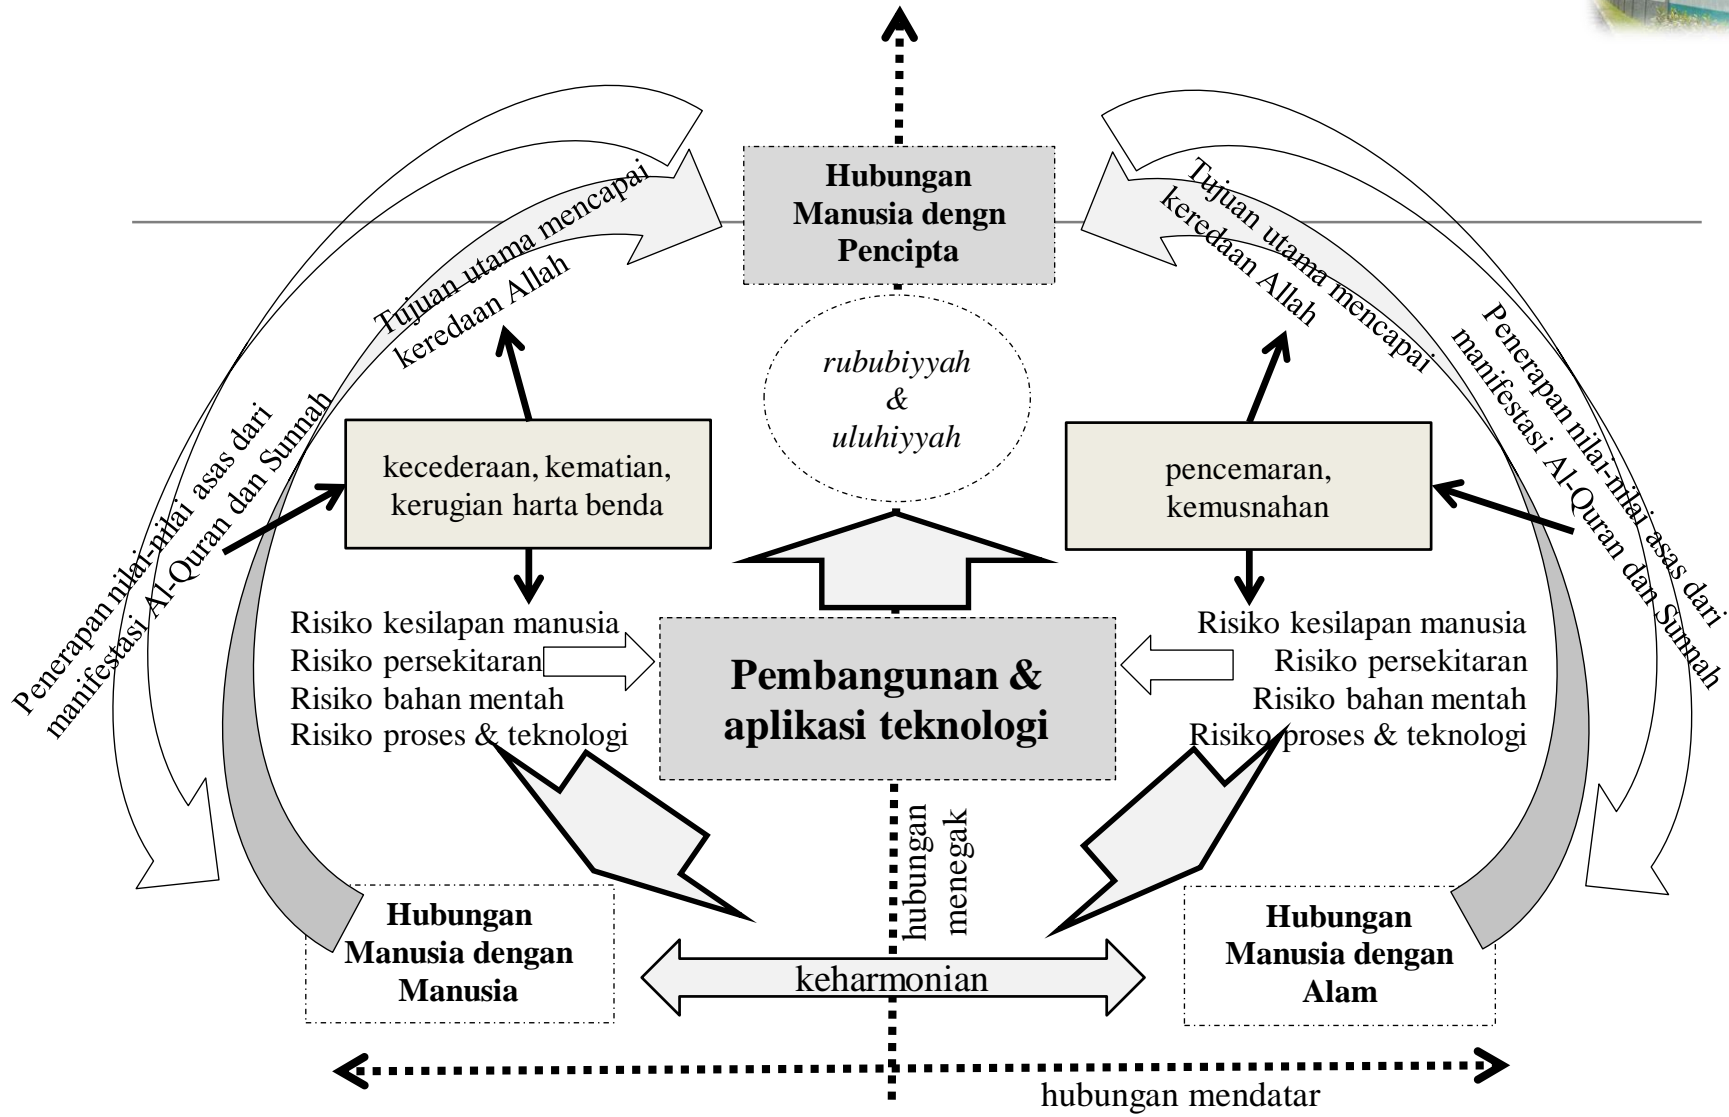 Hubungan
Manusia dengn
Pencipta
Tujuan utama mencapai
keredaan Allah
Tujuan utama mencapai
keredaan Allah
Penerapan nilai-nilai asas dari
manifestasi Al-Quran dan Sunnah
Penerapan nilai-nilai asas dari
manifestasi Al-Quran dan Sunnah
rububiyyah
&
uluhiyyah
kecederaan, kematian,
kerugian harta benda
pencemaran,
kemusnahan
Risiko kesilapan manusia
Risiko persekitaran
Risiko bahan mentah
Risiko proses & teknologi
Pembangunan &
aplikasi teknologi
Risiko kesilapan manusia
Risiko persekitaran
Risiko bahan mentah
Risiko proses & teknologi
hubungan
menegak
Hubungan
Manusia dengan
Manusia
keharmonian
Hubungan
Manusia dengan
Alam
hubungan mendatar